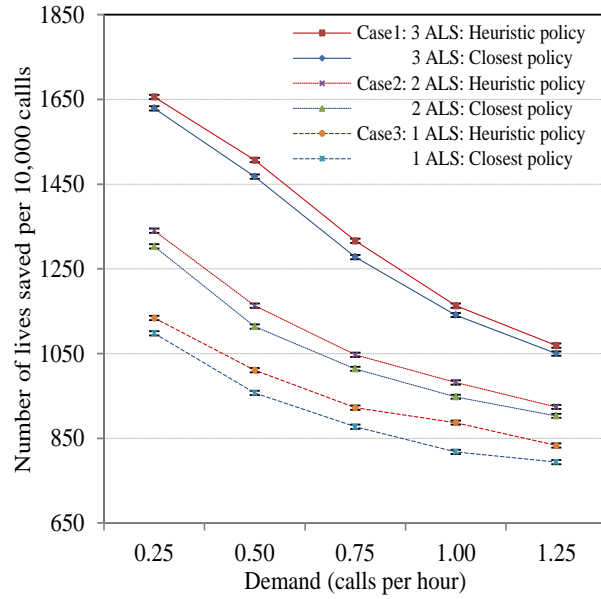 1850
1650
1450
1250
1050
850
650
Number of lives saved per 10,000 callls
Case1: 3 ALS: Heuristic policy
3 ALS: Closest policy
Case2: 2 ALS: Heuristic policy
2 ALS: Closest policy
Case3: 1 ALS: Heuristic policy
1 ALS: Closest policy
0.25 0.50 0.75 1.00 1.25
Demand (calls per hour)